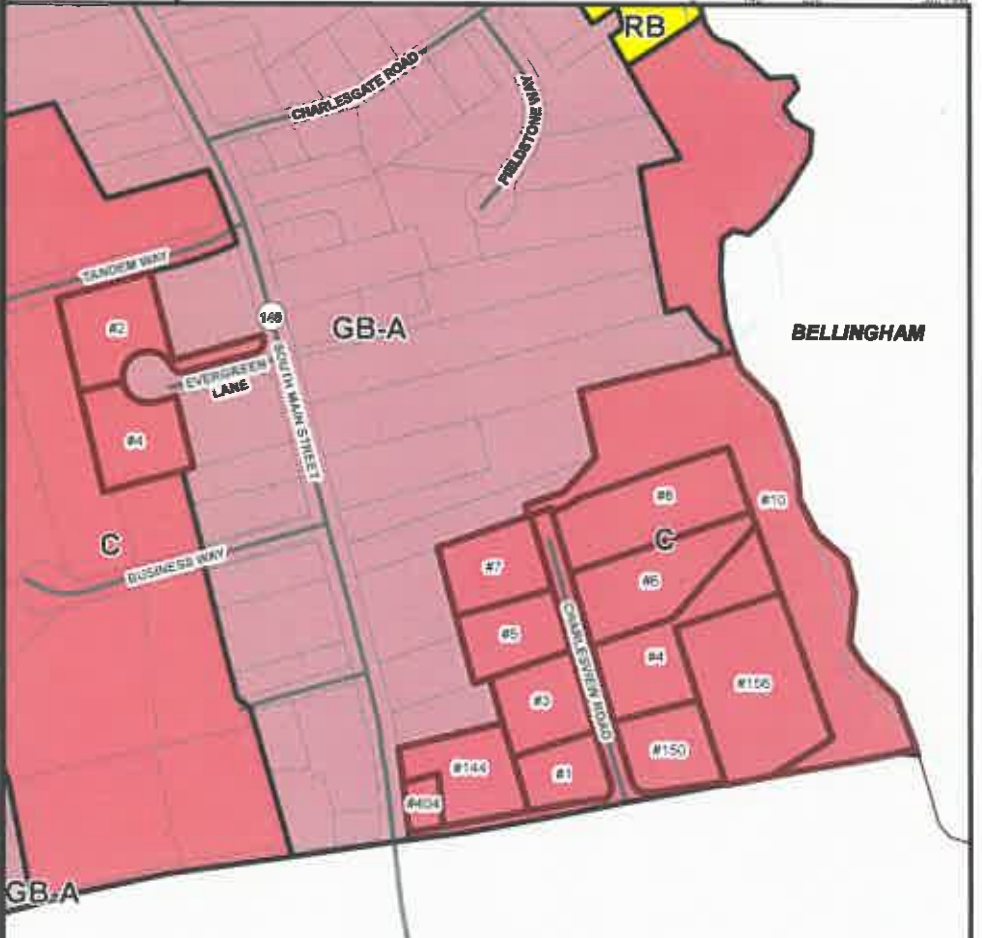 RB
CHARLESGATE ROAD
FIELDSTONE WAY
TANDEM WAY
#2
GB-A
BELLINGHAM
EVERGREEN
LANE
SOUTH MAIN STREET
#4
#8
#10
C
C
BUSINESS WAY
#7
#6
#5
CHARLESVIEW ROAD
#4
#156
#3
#150
#144
#1
#404
GB-A